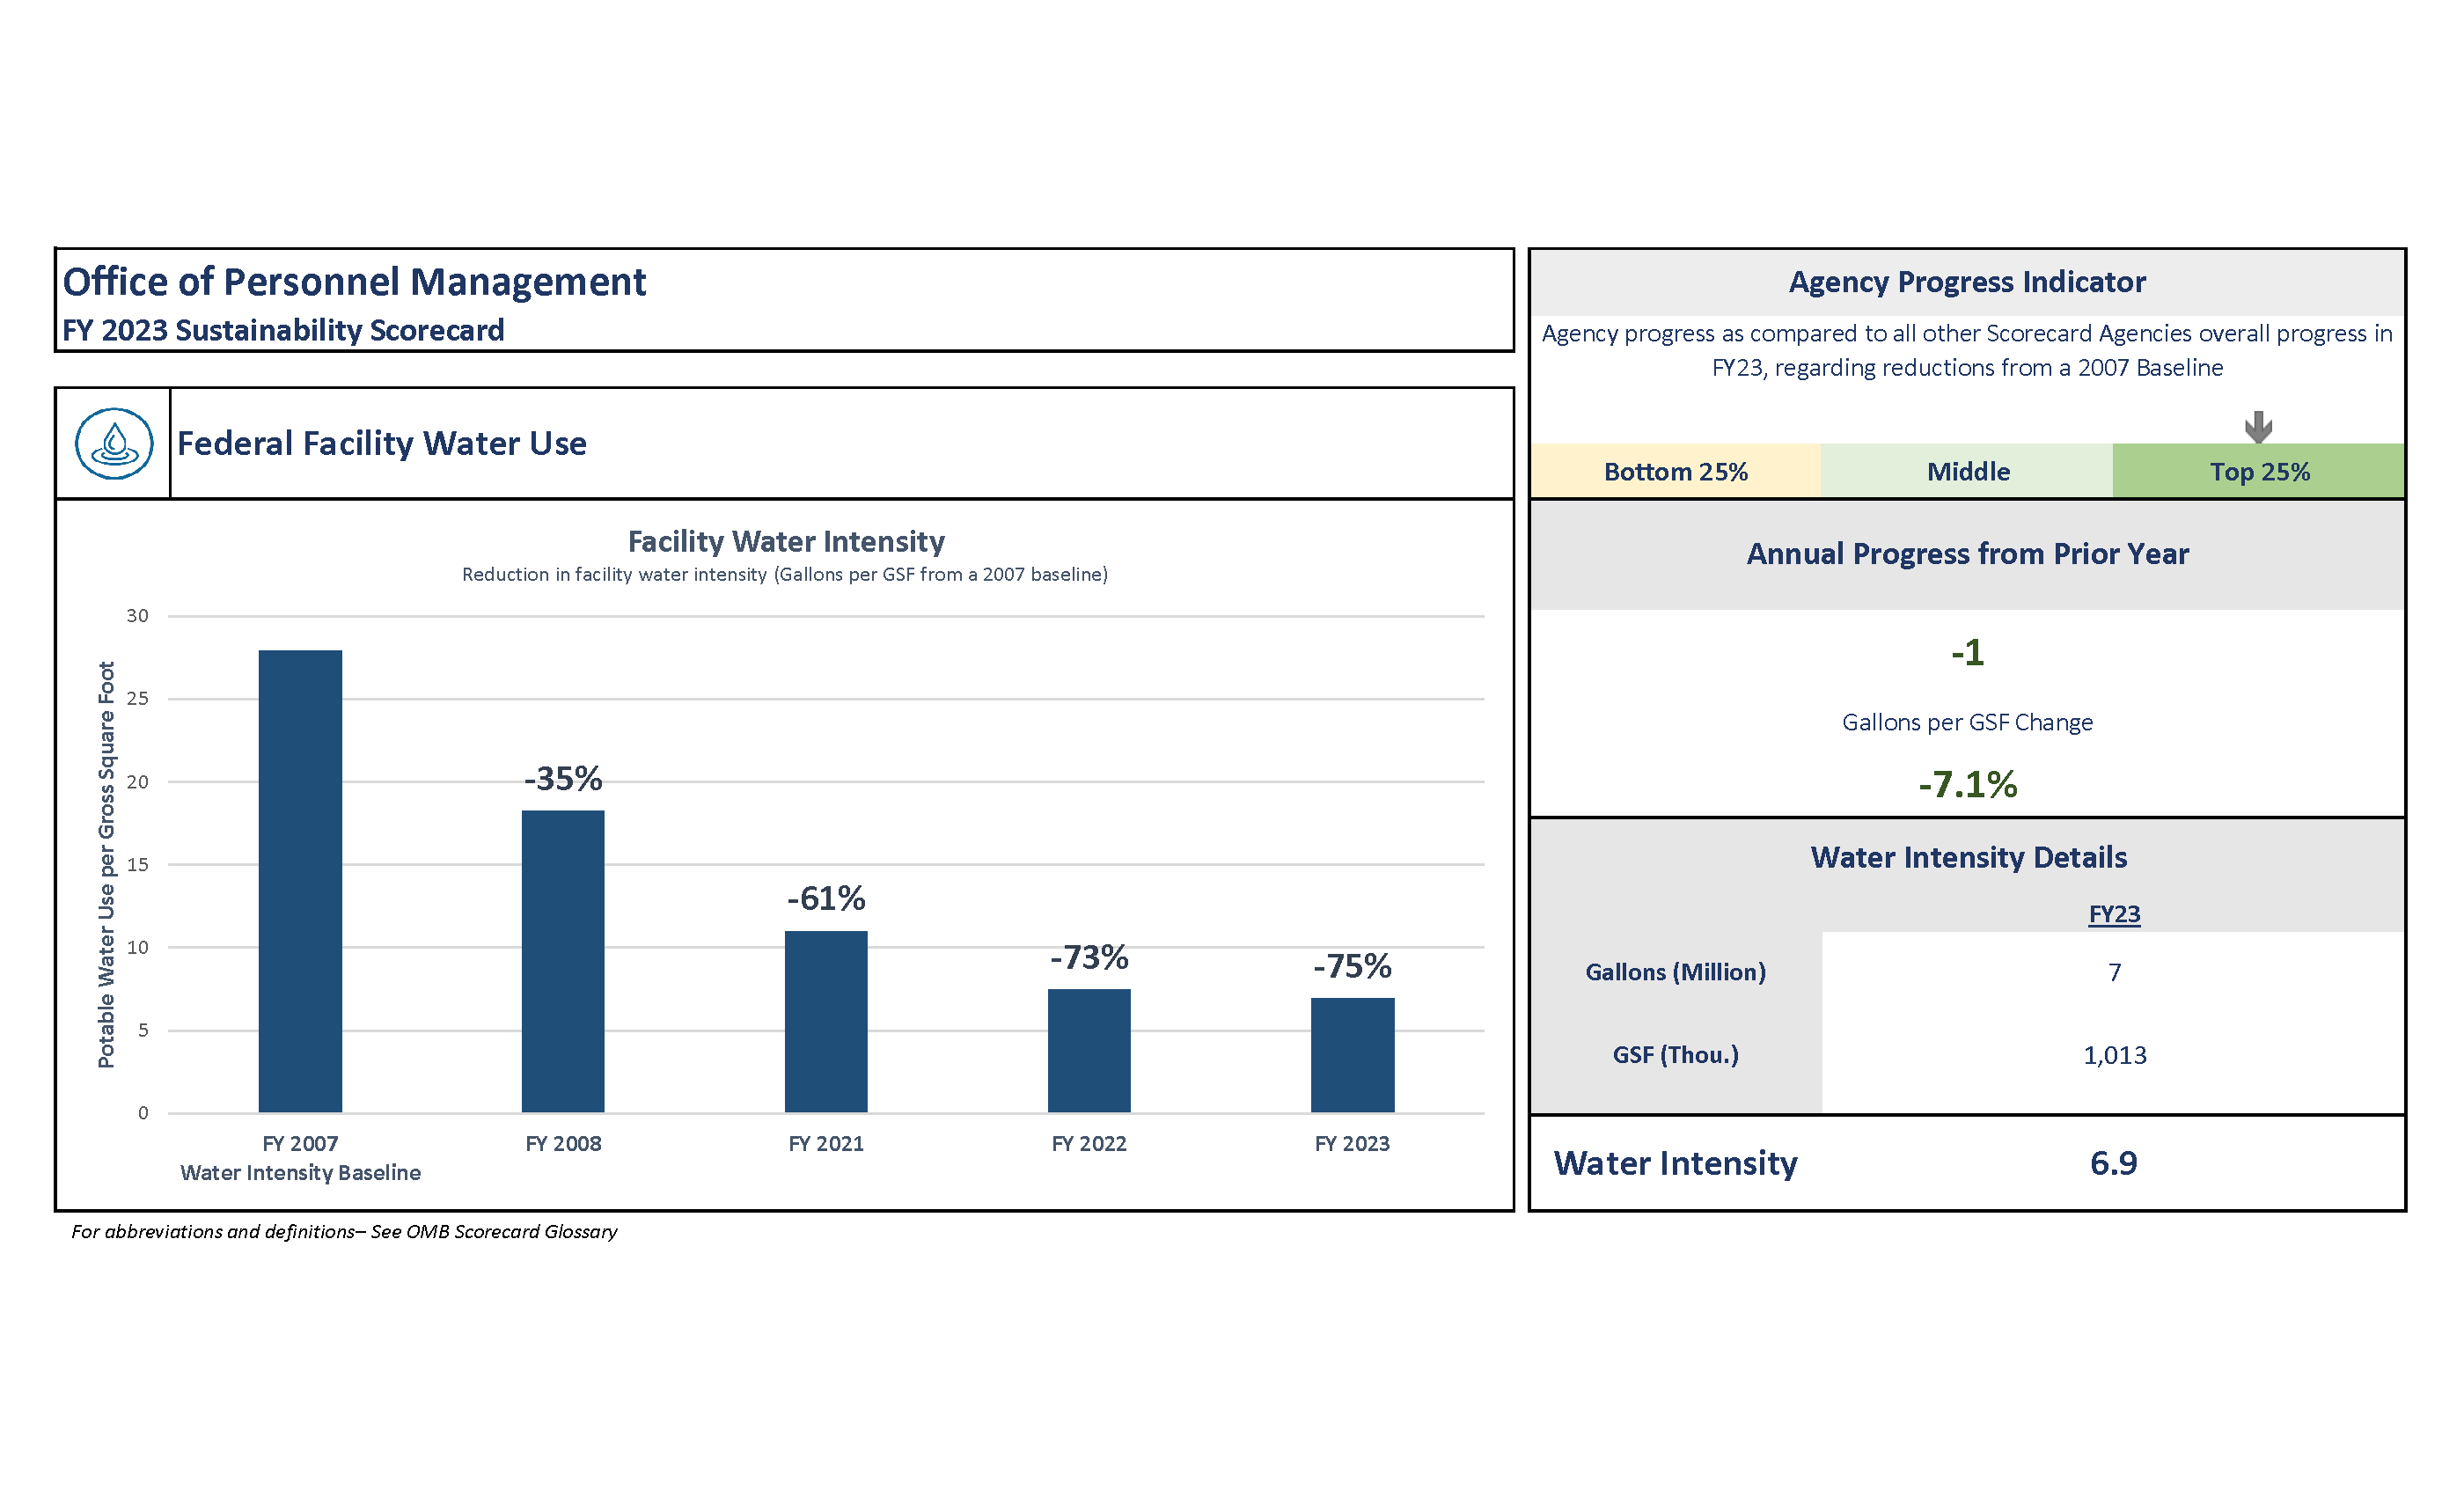 Office of Personnel Management
FY 2023 Sustainability Scorecard
Federal Facility Water Use
Facility Water Intensity
Reduction in facility water intensity (Gallons per GSF from a 2007 baseline)
Potable Water Use per Gross Square Foot
30
25
20
15
10
5
0
-35%
-61%
-73%
-75%
FY 2007
Water Intensity Baseline
FY 2008
FY 2021
FY 2022
FY 2023
For abbreviations and definitions– See OMB Scorecard Glossary
Agency Progress Indicator
Agency progress as compared to all other Scorecard Agencies overall progress in
FY23, regarding reductions from a 2007 Baseline
Bottom 25%
Middle
Top 25%
Annual Progress from Prior Year
-1
Gallons per GSF Change
-7.1%
Water Intensity Details
FY23
Gallons (Million) 7
GSF (Thou.) 1,013
Water Intensity 6.9